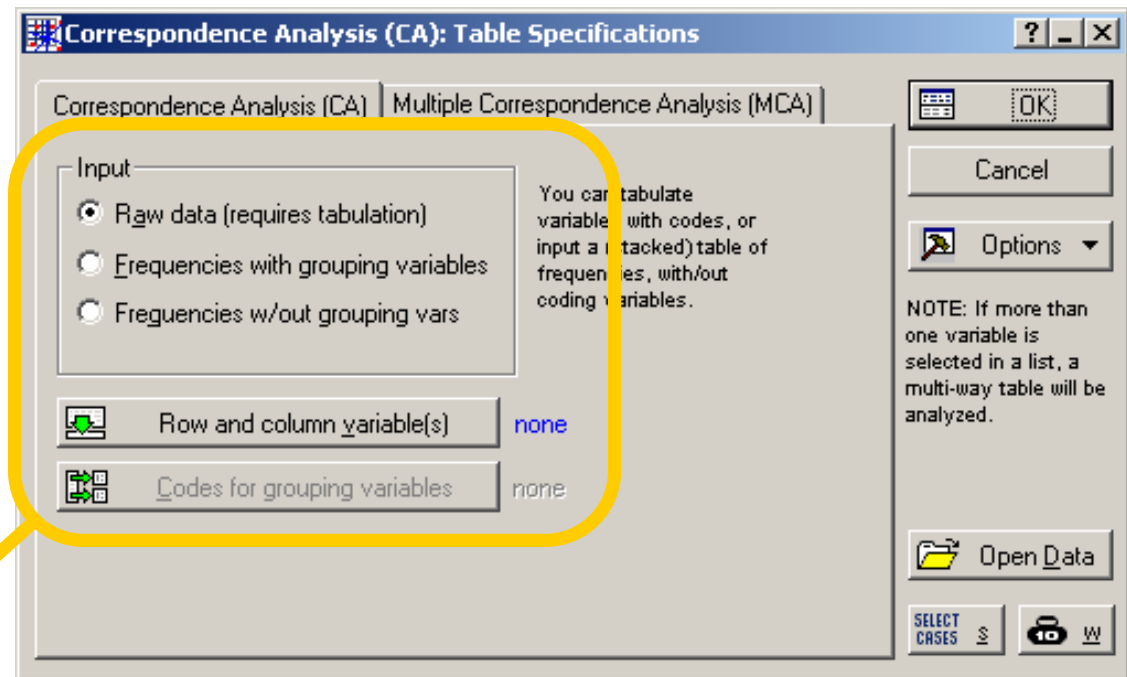 Correspondence Analysis (CA): Table Specifications
Correspondence Analysis (CA)
Multiple Correspondence Analysis (MCA)
Input
Raw data (requires tabulation)
Frequencies with grouping variables
Frequencies w/out grouping vars
You can tabulate
variables with codes, or
input a (stacked) table of
frequencies, with/out
coding variables.
Row and column variable(s)
none
Codes for grouping variables
none
OK
Cancel
Options
NOTE: If more than
one variable is
selected in a list, a
multi-way table will be
analyzed.
Open Data
SELECT
CASES
S
10
W